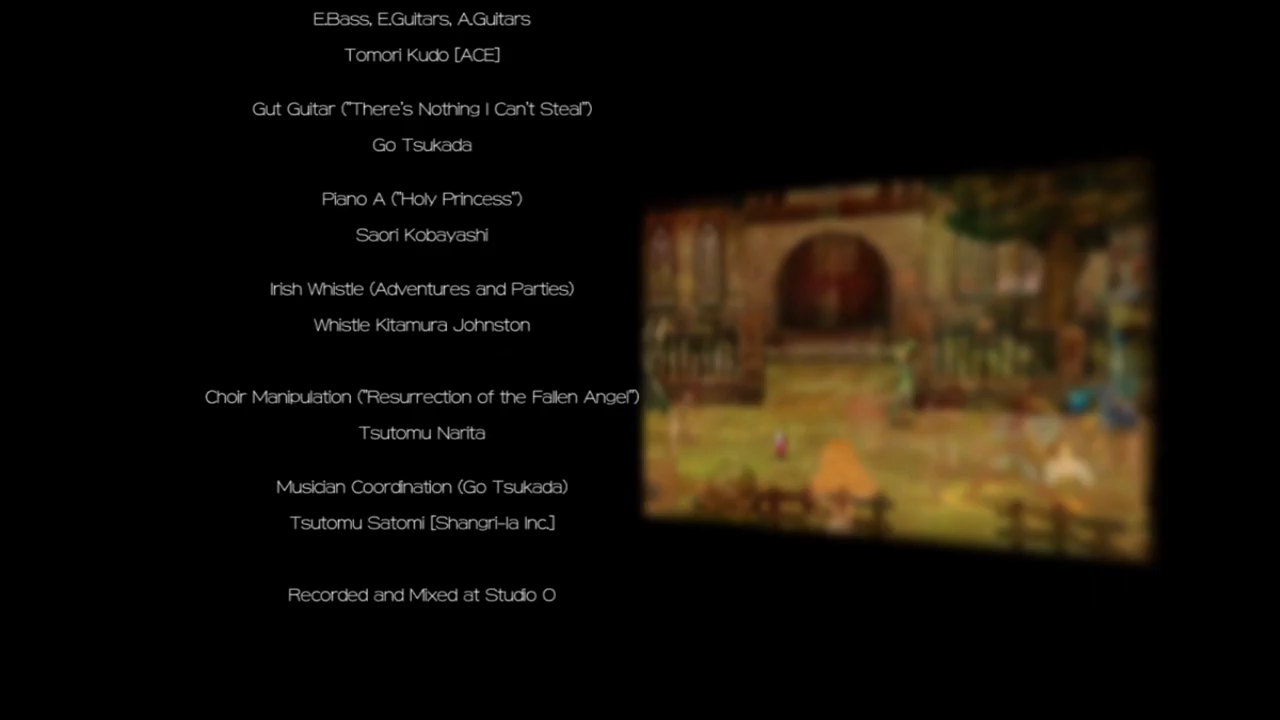 E.Bass, E.Guitars, A.Guitars
Tomori Kudo [ACE]
Gut Guitar ("There's Nothing I Can't Steal")
Go Tsukada
Piano A ("Holy Princess")
Saori Kobayashi
Irish Whistle (Adventures and Parties)
Whistle Kitamura Johnston
Choir Manipulation ("Resurrection of the Fallen Angel")
Tsutomu Narita
Musician Coordination (Go Tsukada)
Tsutomu Satomi [Shangri-la Inc.]
Recorded and Mixed at Studio O